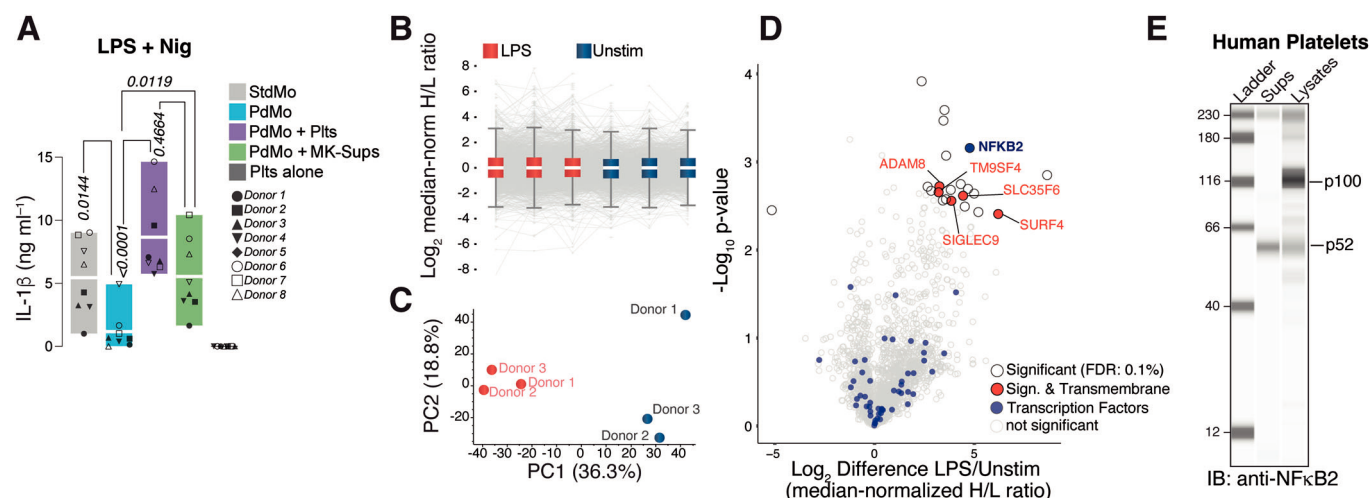 A
LPS + Nig
0.0119
0.0144
<0.0001
0.4664
15
10
5
0
IL-1β (ng ml⁻¹)
StdMo
PdMo
PdMo + Plts
PdMo + MK-Sups
Plts alone
Donor 1
Donor 2
Donor 3
Donor 4
Donor 5
Donor 6
Donor 7
Donor 8
B
LPS
Unstim
Log₂ median-norm H/L ratio
8
6
4
2
0
-2
-4
-6
-8
C
PC2 (18.8%)
40
20
0
-20
Donor 1
Donor 3
Donor 1
Donor 2
Donor 3
Donor 2
-40 -30 -20 -10 0 10 20 30 40
PC1 (36.3%)
D
-Log₁₀ p-value
4
3
2
1
0
NFKB2
ADAM8
TM9SF4
SLC35F6
SURF4
SIGLEC9
Significant (FDR: 0.1%)
Sign. & Transmembrane
Transcription Factors
not significant
-5 0 5
Log₂ Difference LPS/Unstim
(median-normalized H/L ratio)
E
Human Platelets
Ladder
Sups
Lysates
230
180
116
66
40
12
p100
p52
IB: anti-NFκB2